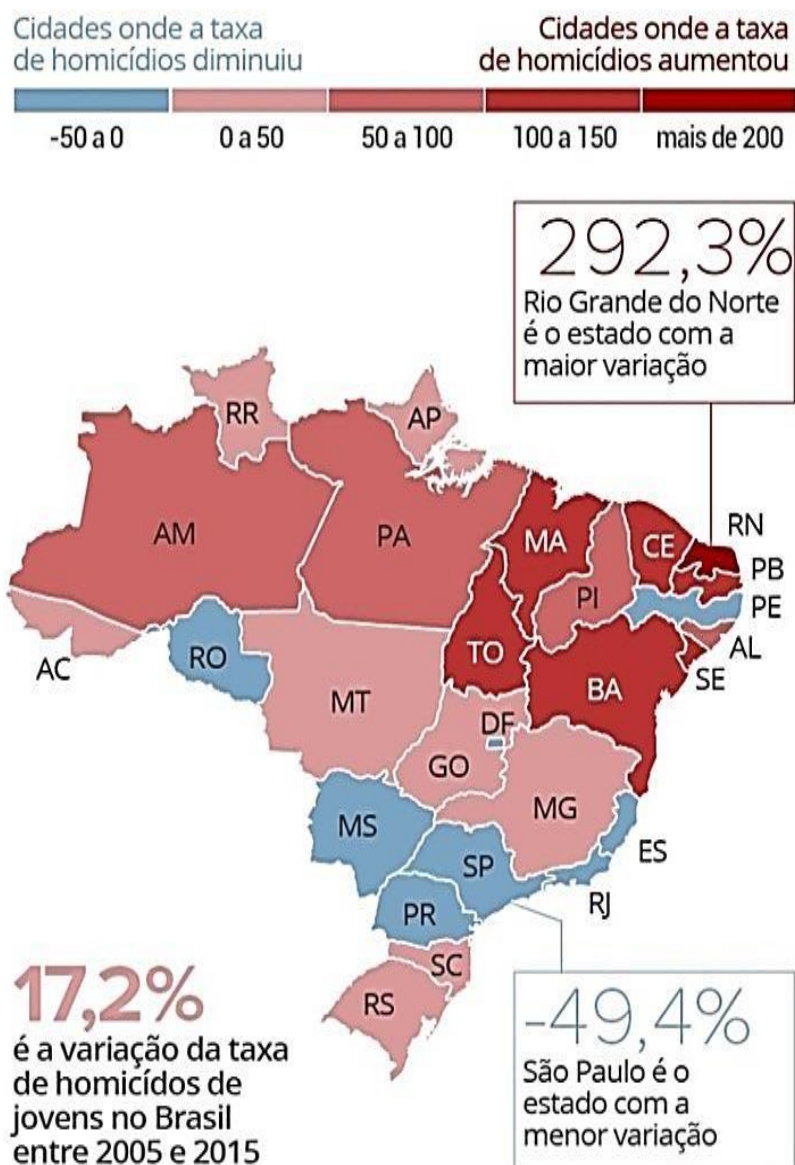 Cidades onde a taxa
de homicídios diminuiu
Cidades onde a taxa
de homicídios aumentou
-50 a 0
0 a 50
50 a 100
100 a 150
mais de 200
292,3%
Rio Grande do Norte
é o estado com a
maior variação
RR
AP
AM
PA
MA
CE
RN
PB
PI
PE
AL
SE
AC
RO
TO
BA
MT
DF
GO
MG
MS
ES
SP
RJ
PR
SC
RS
17,2%
é a variação da taxa
de homicídos de
jovens no Brasil
entre 2005 e 2015
-49,4%
São Paulo é o
estado com a
menor variação